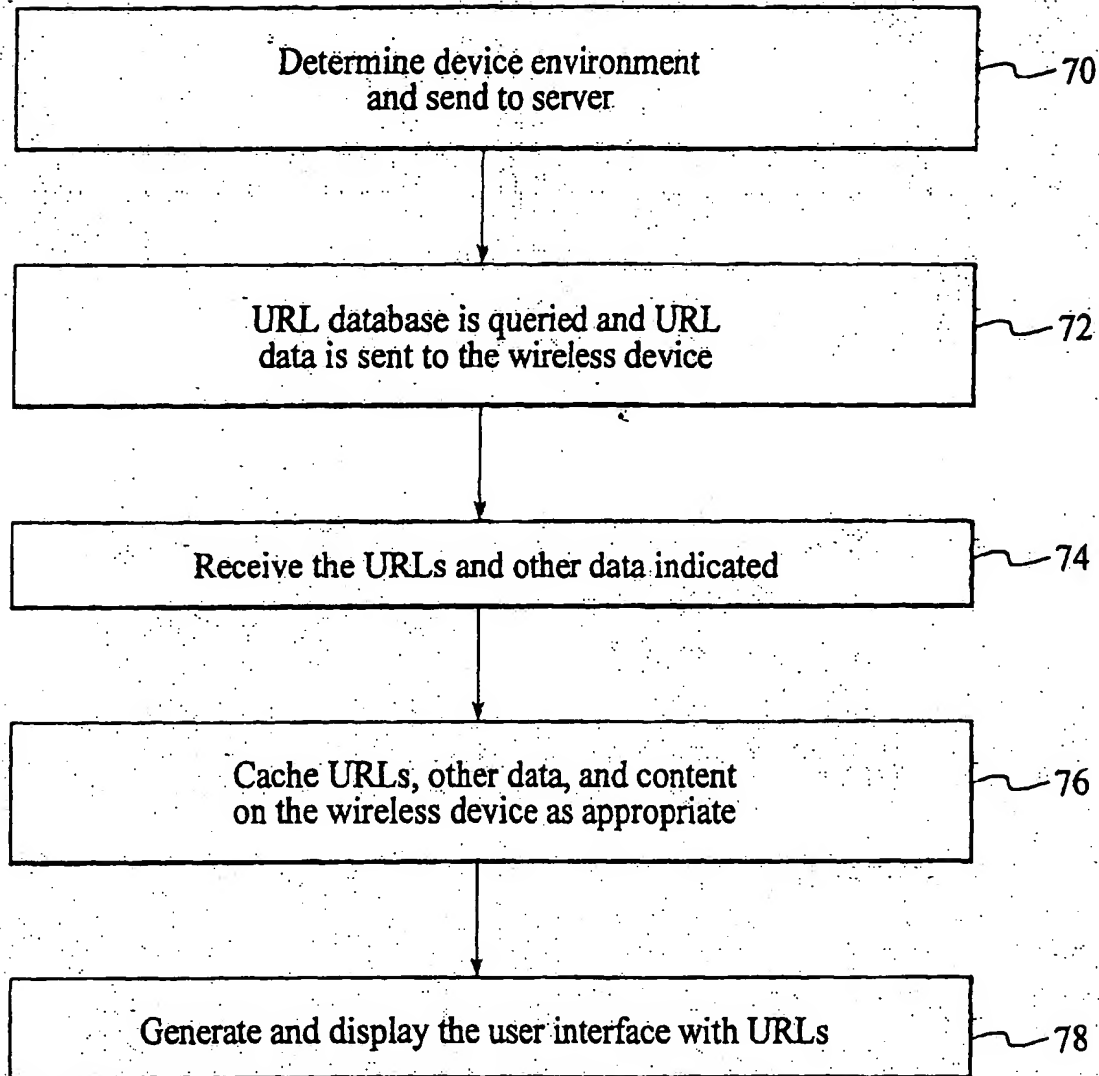 Determine device environment
and send to server
70
URL database is queried and URL
data is sent to the wireless device
72
Receive the URLs and other data indicated
74
Cache URLs, other data, and content
on the wireless device as appropriate
76
Generate and display the user interface with URLs
78